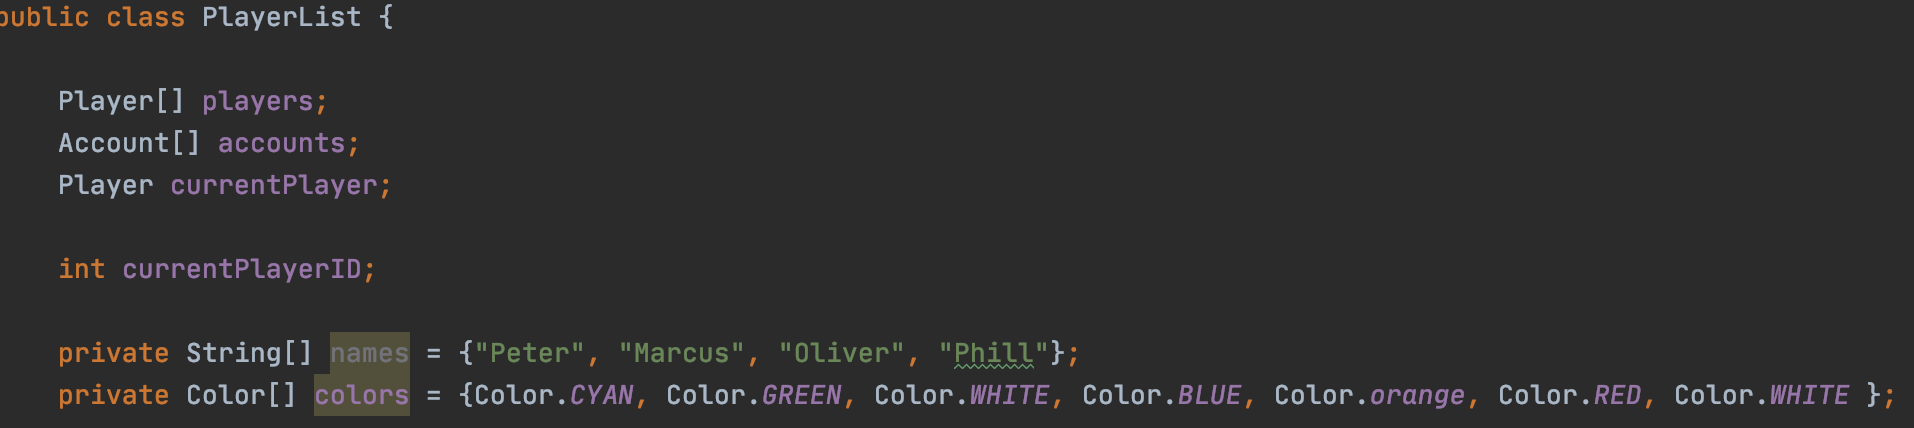 public class PlayerList {
Player[] players;
Account[] accounts;
Player currentPlayer;
int currentPlayerID;
private String[] names = {"Peter", "Marcus", "Oliver", "Phill"};
private Color[] colors = {Color.CYAN, Color.GREEN, Color.WHITE, Color.BLUE, Color.orange, Color.RED, Color.WHITE };